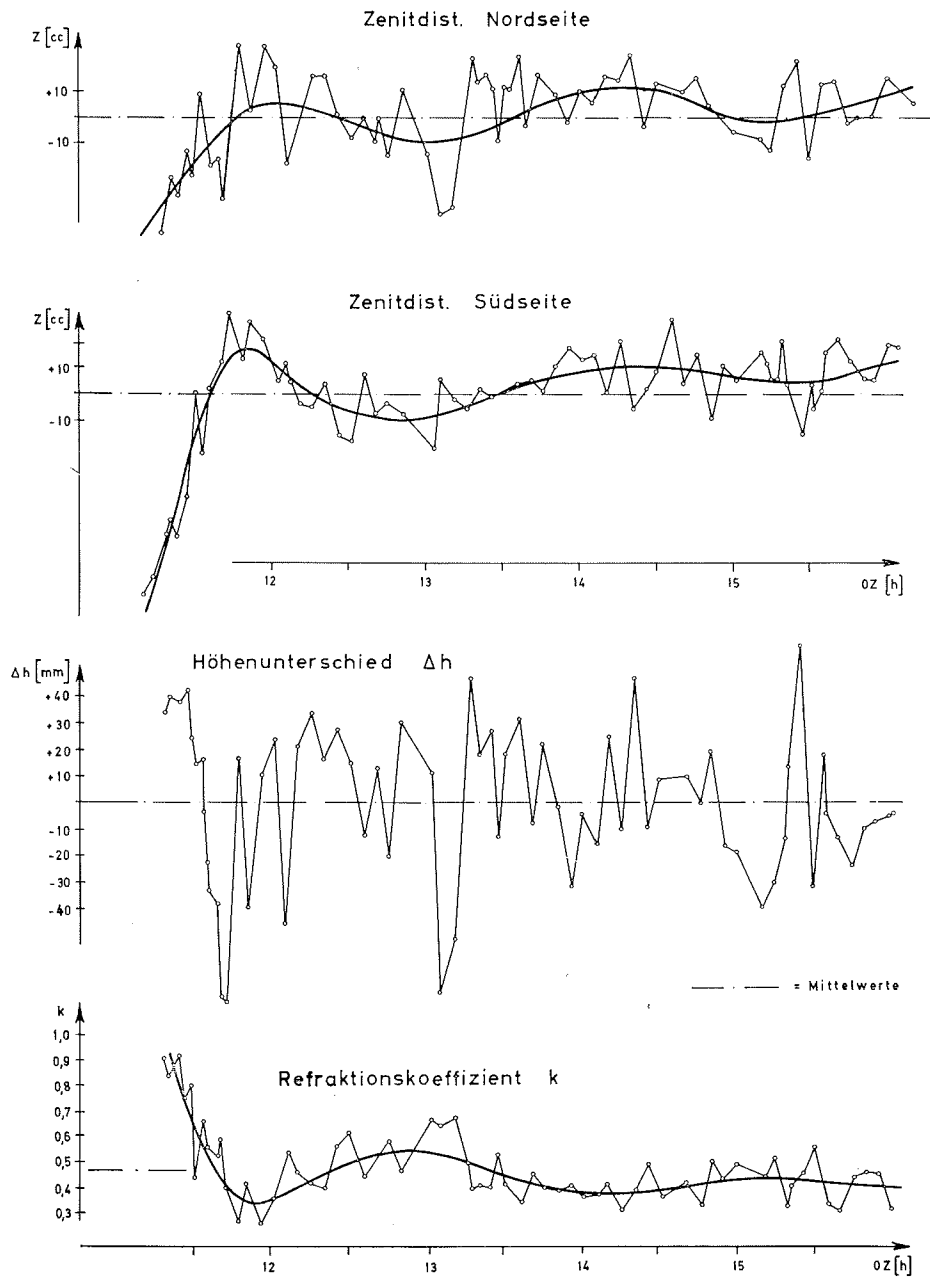 Zenitdist. Nordseite
Z [cc]
+10
-10
Zenitdist. Südseite
Z [cc]
+10
-10
12 13 14 15 OZ [h]
Höhenunterschied Δh
Δh [mm]
+40
+30
+20
+10
-10
-20
-30
-40
= Mittelwerte
k
1,0
0,9
Refraktionskoeffizient k
0,8
0,7
0,6
0,5
0,4
0,3
12 13 14 15 OZ [h]